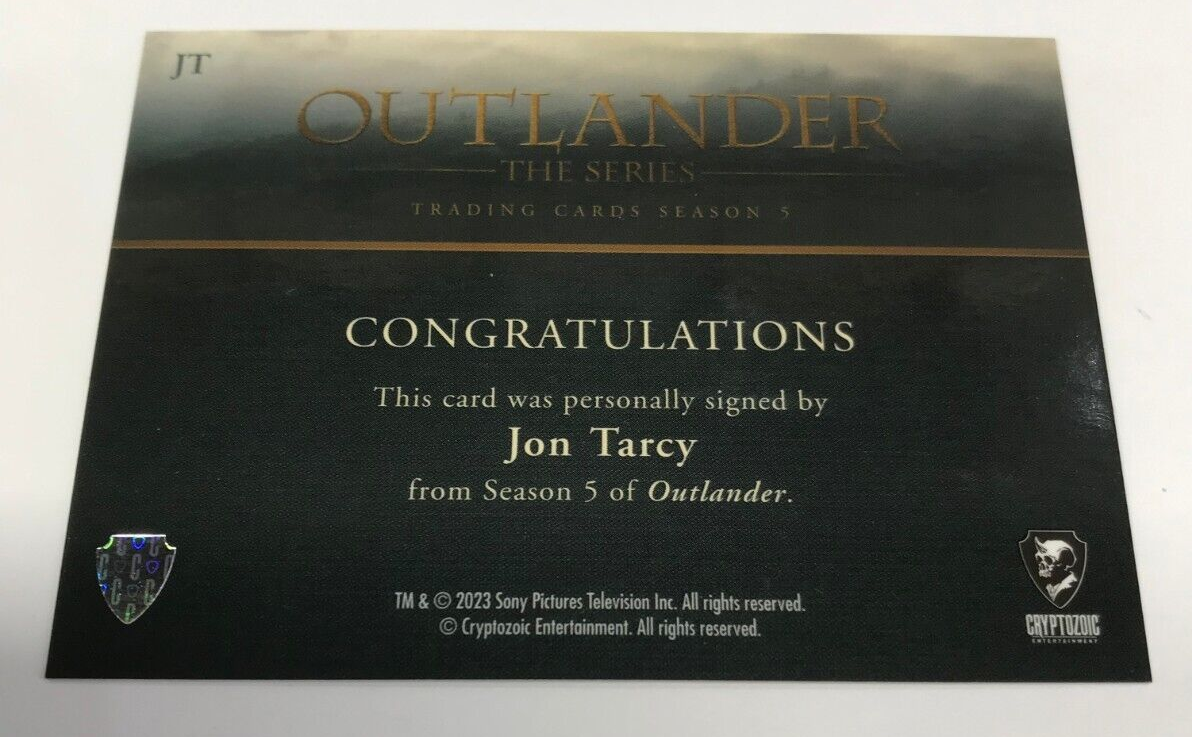 JT
OUTLANDER
THE SERIES
TRADING CARDS SEASON 5
CONGRATULATIONS
This card was personally signed by
Jon Tarcy
from Season 5 of Outlander.
TM & © 2023 Sony Pictures Television Inc. All rights reserved.
© Cryptozoic Entertainment. All rights reserved.
CRYPTOZOIC
ENTERTAINMENT